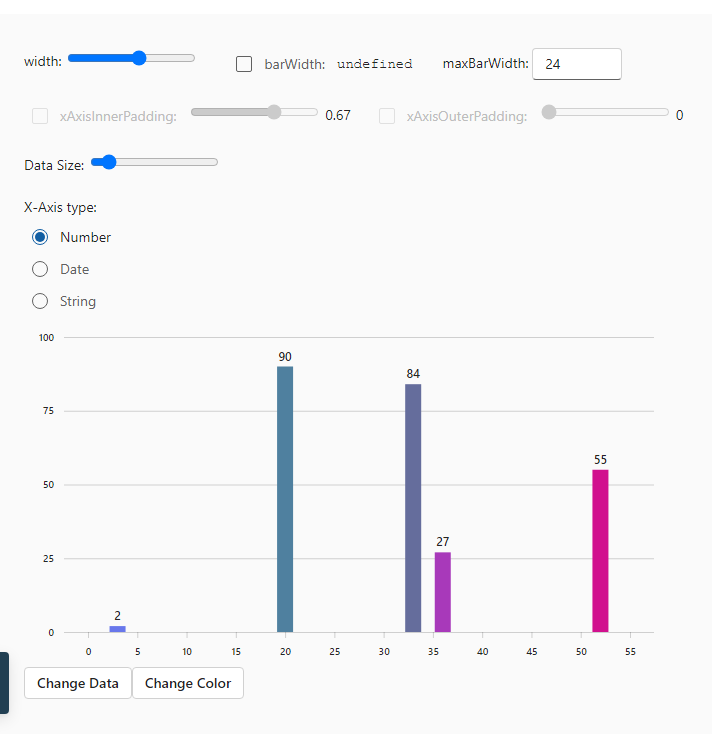 width: barWidth: undefined maxBarWidth: 24
xAxisInnerPadding: 0.67 xAxisOuterPadding: 0
Data Size:
X-Axis type:
Number
Date
String
100
90
84
75
55
50
27
25
2
0
0 5 10 15 20 25 30 35 40 45 50 55
Change Data Change Color